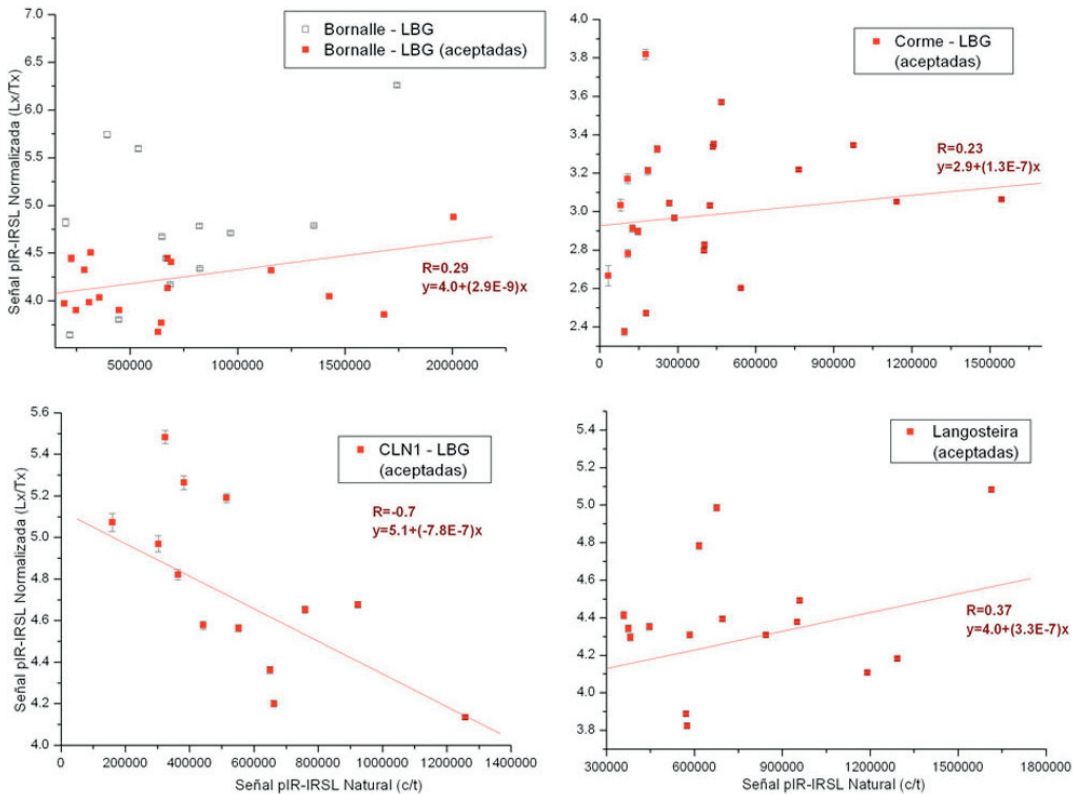 Bornalle - LBG
Bornalle - LBG (aceptadas)
7.0
6.5
6.0
5.5
5.0
4.5
4.0
Señal pIR-IRSL Normalizada (Lx/Tx)
R=0.29
y=4.0+(2.9E-9)x
500000 1000000 1500000 2000000
Corme - LBG
(aceptadas)
4.0
3.8
3.6
3.4
3.2
3.0
2.8
2.6
2.4
R=0.23
y=2.9+(1.3E-7)x
0 300000 600000 900000 1200000 1500000
CLN1 - LBG
(aceptadas)
5.6
5.4
5.2
5.0
4.8
4.6
4.4
4.2
4.0
Señal pIR-IRSL Normalizada (Lx/Tx)
R=-0.7
y=5.1+(-7.8E-7)x
0 200000 400000 600000 800000 1000000 1200000 1400000
Señal pIR-IRSL Natural (c/t)
Langosteira
(aceptadas)
5.4
5.2
5.0
4.8
4.6
4.4
4.2
4.0
3.8
R=0.37
y=4.0+(3.3E-7)x
300000 600000 900000 1200000 1500000 1800000
Señal pIR-IRSL Natural (c/t)